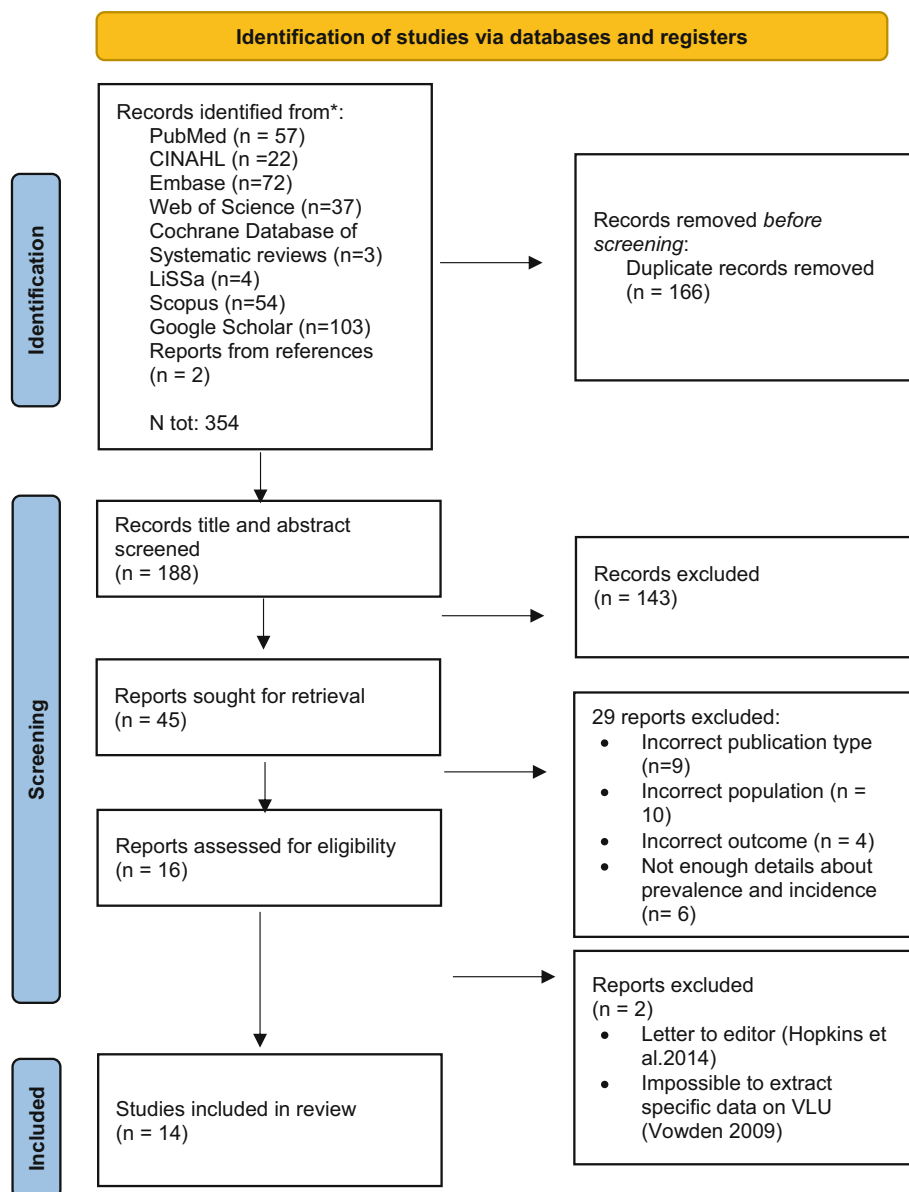 Identification of studies via databases and registers
Identification
Records identified from*:
PubMed (n = 57)
CINAHL (n =22)
Embase (n=72)
Web of Science (n=37)
Cochrane Database of
Systematic reviews (n=3)
LiSSa (n=4)
Scopus (n=54)
Google Scholar (n=103)
Reports from references
(n = 2)
N tot: 354
Records removed before
screening:
Duplicate records removed
(n = 166)
Screening
Records title and abstract
screened
(n = 188)
Records excluded
(n = 143)
Reports sought for retrieval
(n = 45)
29 reports excluded:
• Incorrect publication type
(n=9)
• Incorrect population (n =
10)
• Incorrect outcome (n = 4)
• Not enough details about
prevalence and incidence
(n= 6)
Reports assessed for eligibility
(n = 16)
Reports excluded
(n = 2)
• Letter to editor (Hopkins et
al.2014)
• Impossible to extract
specific data on VLU
(Vowden 2009)
Included
Studies included in review
(n = 14)